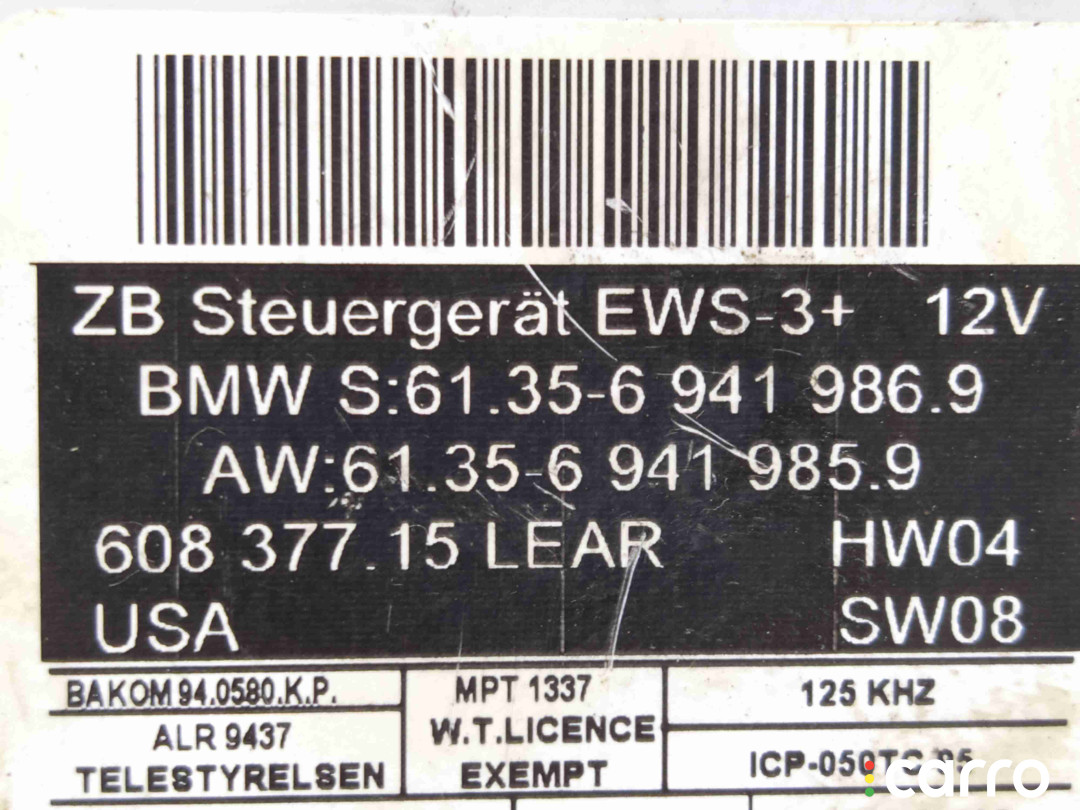 ZB Steuergerät EWS-3+ 12V
BMW S:61.35-6 941 986.9
AW:61.35-6 941 985.9
608 377.15 LEAR HW04
USA SW08
BAKOM 94.0580.K.P.
MPT 1337
125 KHZ
ALR 9437
W.T.LICENCE
TELESTYRELSEN
EXEMPT
carro